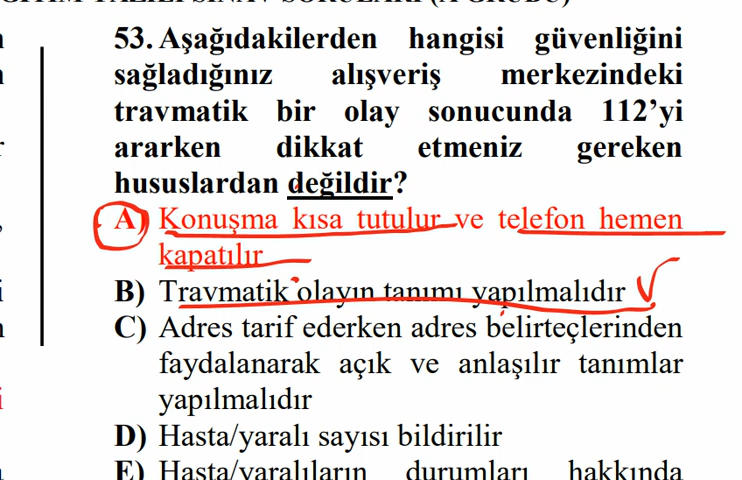 53. Aşağıdakilerden hangisi güvenliğini
sağladığınız alışveriş merkezindeki
travmatik bir olay sonucunda 112’yi
ararken dikkat etmeniz gereken
hususlardan değildir?
A) Konuşma kısa tutulur ve telefon hemen
kapatılır
B) Travmatik olayın tanımı yapılmalıdır
C) Adres tarif ederken adres belirteçlerinden
faydalanarak açık ve anlaşılır tanımlar
yapılmalıdır
D) Hasta/yaralı sayısı bildirilir
E) Hasta/yaralıların durumları hakkında